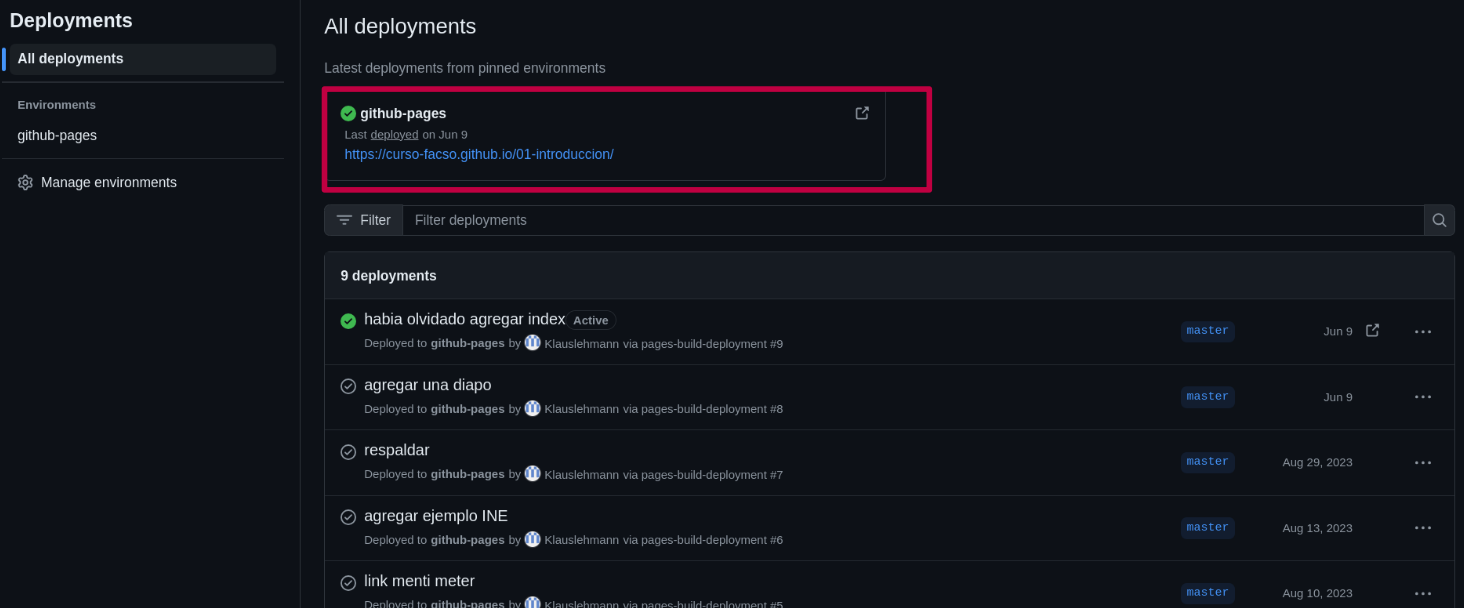 Deployments
All deployments
Environments
github-pages
Manage environments
All deployments
Latest deployments from pinned environments
github-pages
Last deployed on Jun 9
https://curso-facso.github.io/01-introduccion/
Filter Filter deployments
9 deployments
habia olvidado agregar index Active
Deployed to github-pages by Klauslehmann via pages-build-deployment #9
master Jun 9
agregar una diapo
Deployed to github-pages by Klauslehmann via pages-build-deployment #8
master Jun 9
respaldar
Deployed to github-pages by Klauslehmann via pages-build-deployment #7
master Aug 29, 2023
agregar ejemplo INE
Deployed to github-pages by Klauslehmann via pages-build-deployment #6
master Aug 13, 2023
link menti meter
Deployed to github-pages by Klauslehmann via pages-build-deployment #5
master Aug 10, 2023